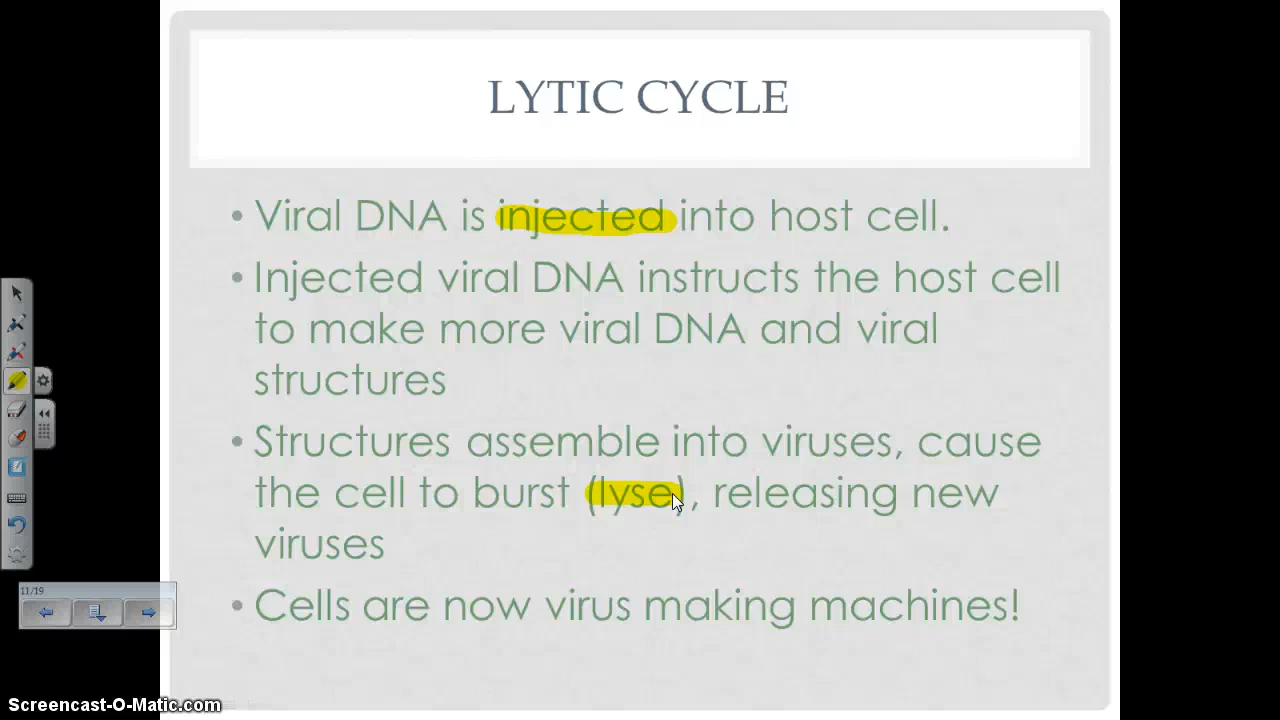 LYTIC CYCLE
• Viral DNA is injected into host cell.
• Injected viral DNA instructs the host cell
to make more viral DNA and viral
structures
• Structures assemble into viruses, cause
the cell to burst (lyse), releasing new
viruses
• Cells are now virus making machines!
11/19
Screencast-O-Matic.com